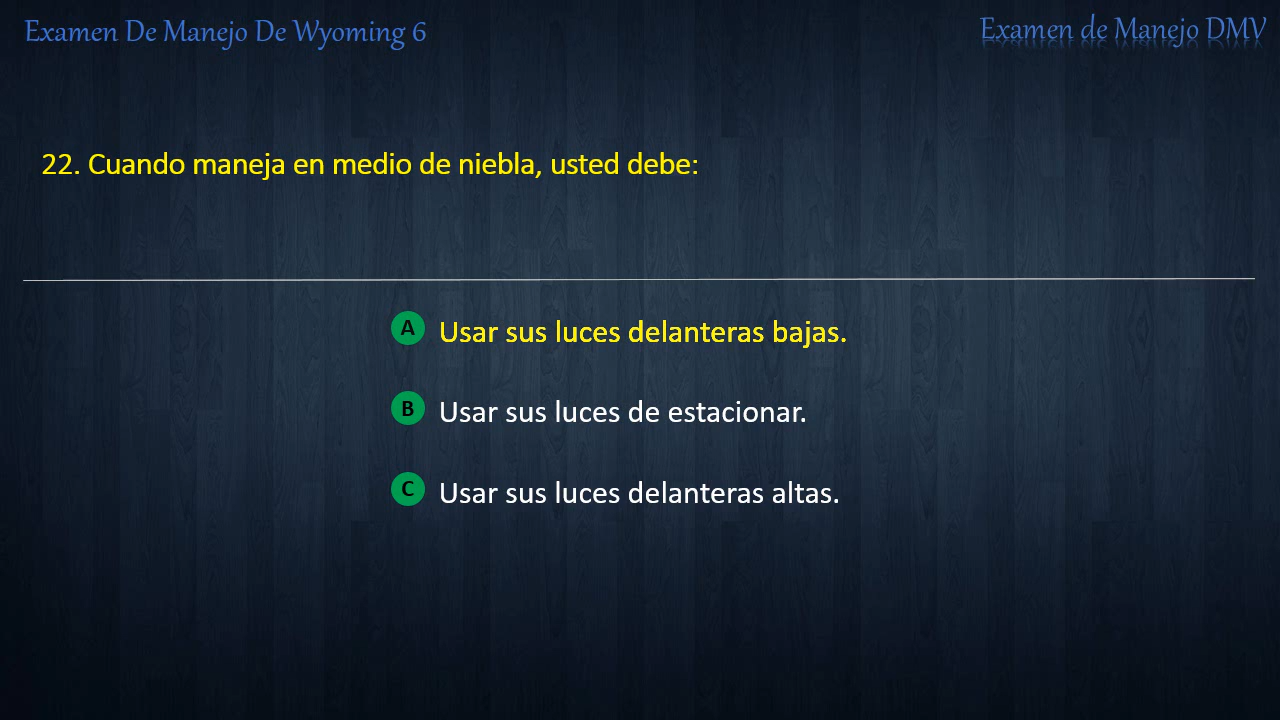 Examen De Manejo De Wyoming 6
Examen de Manejo DMV
22. Cuando maneja en medio de niebla, usted debe:
A Usar sus luces delanteras bajas.
B Usar sus luces de estacionar.
C Usar sus luces delanteras altas.